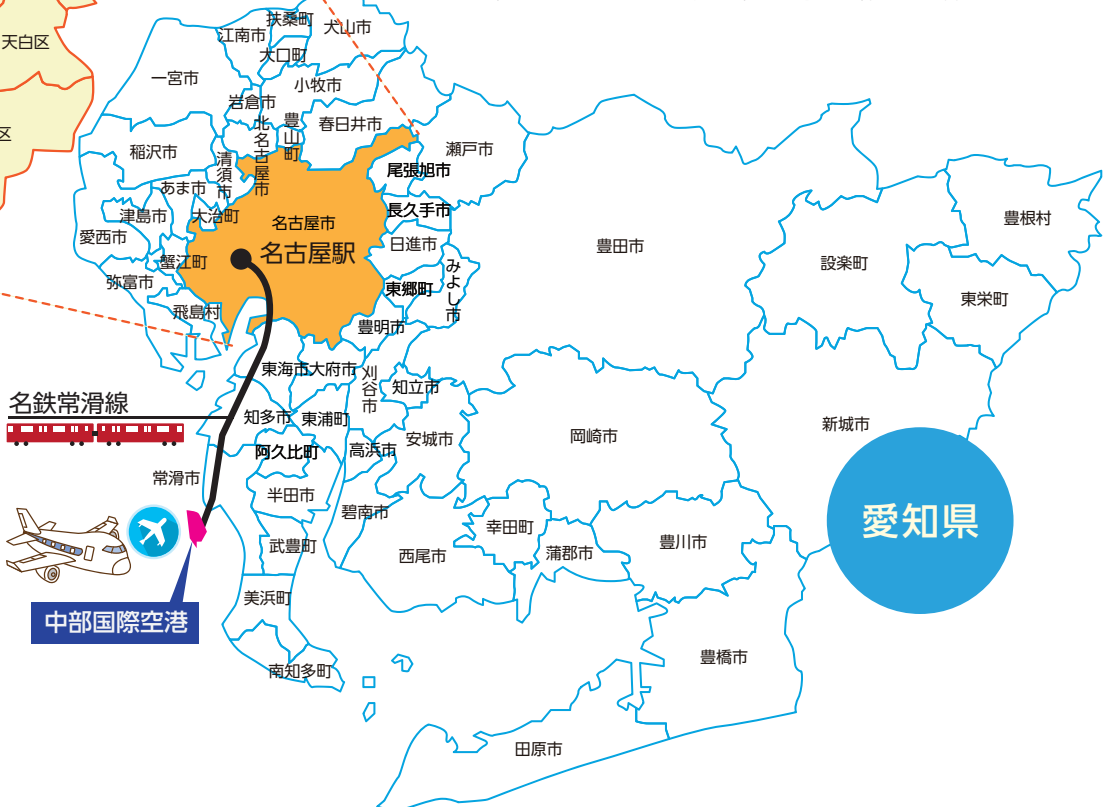 扶桑町
江南市
犬山市
天白区
大口町
一宮市
小牧市
岩倉市
豊山町
北名古屋市
春日井市
区
稲沢市
清須市
瀬戸市
尾張旭市
あま市
津島市
大治町
長久手市
名古屋市
愛西市
日進市
名古屋駅
豊田市
豊根村
設楽町
蟹江町
みよし市
弥富市
東郷町
東栄町
飛島村
豊明市
東海市
大府市
刈谷市
知立市
名鉄常滑線
知多市
東浦町
新城市
岡崎市
安城市
阿久比町
高浜市
常滑市
半田市
碧南市
愛知県
幸田町
豊川市
武豊町
西尾市
蒲郡市
美浜町
中部国際空港
豊橋市
南知多町
田原市